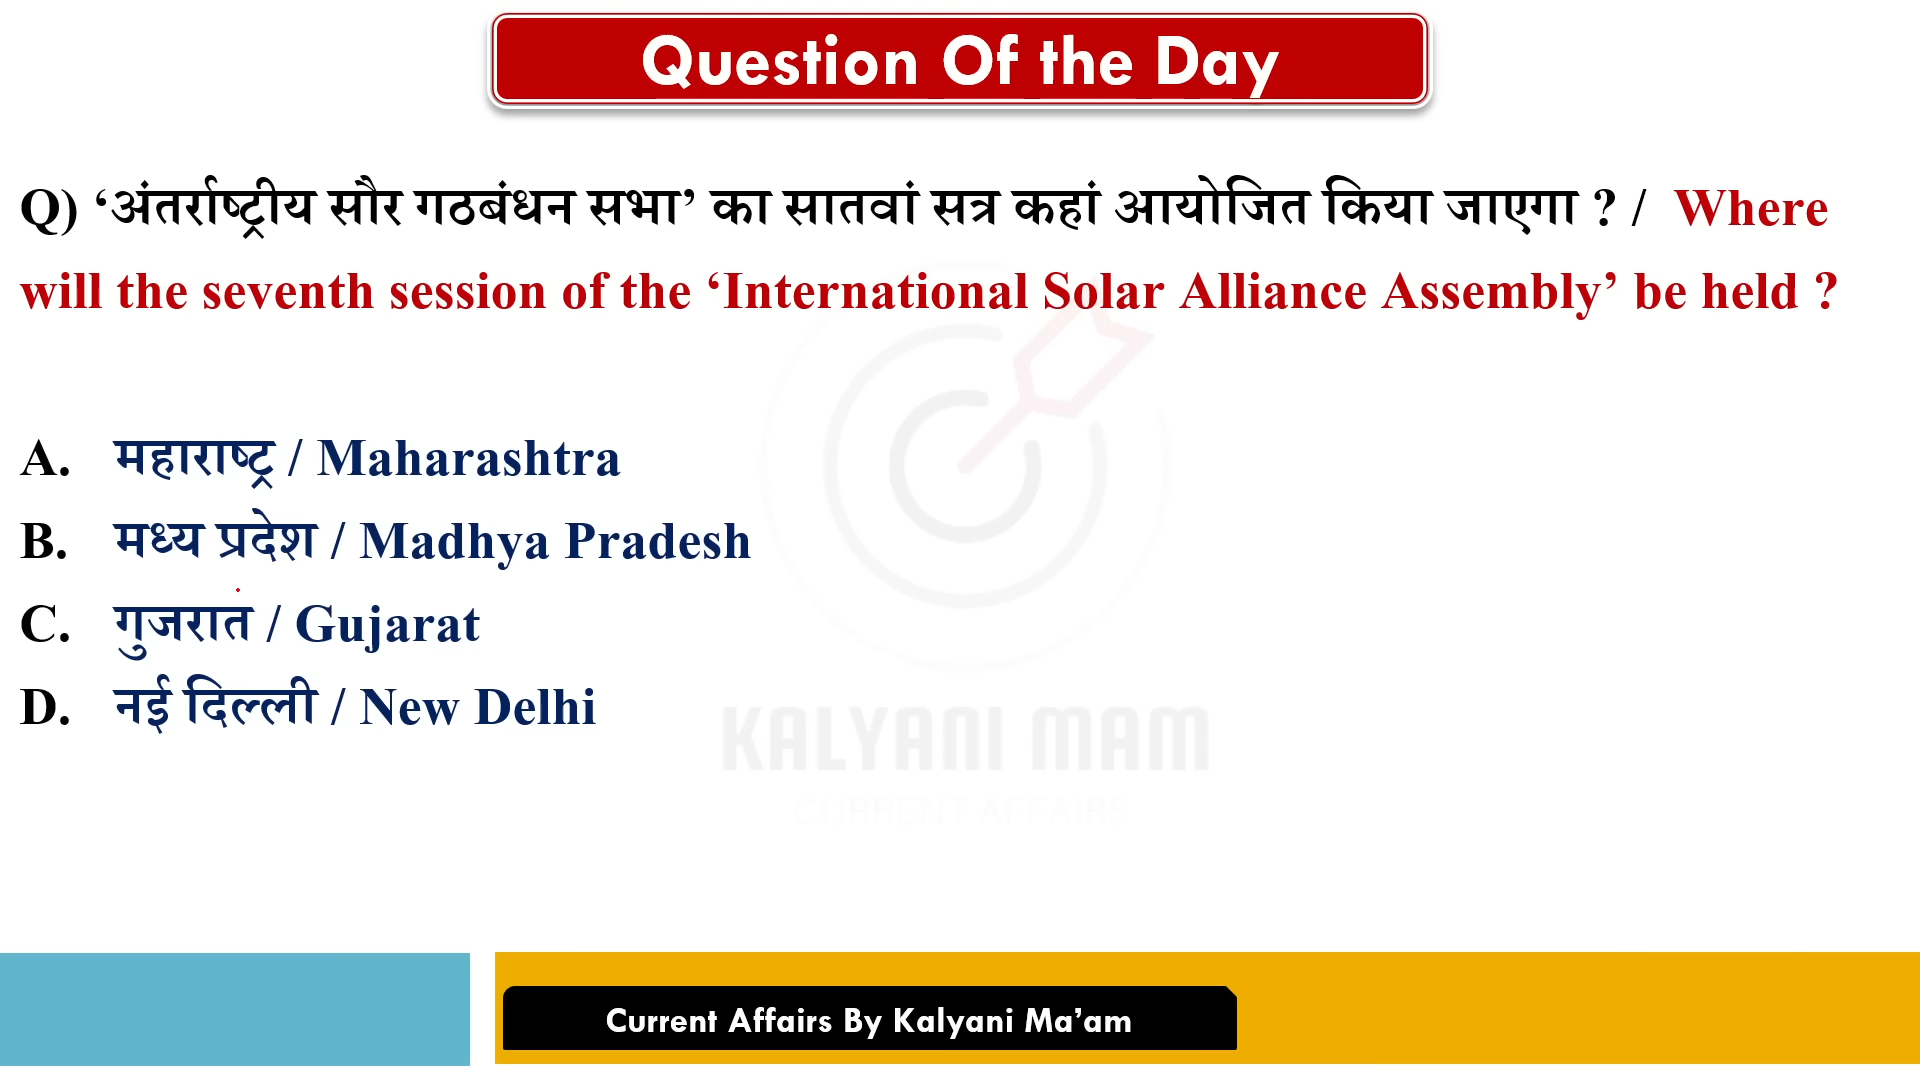 Question Of the Day
Q) ‘अंतर्राष्ट्रीय सौर गठबंधन सभा’ का सातवां सत्र कहां आयोजित किया जाएगा ? / Where
will the seventh session of the ‘International Solar Alliance Assembly’ be held ?
A. महाराष्ट्र / Maharashtra
B. मध्य प्रदेश / Madhya Pradesh
C. गुजरात / Gujarat
D. नई दिल्ली / New Delhi
KALYANI MAM
CURRENT AFFAIRS
Current Affairs By Kalyani Ma’am